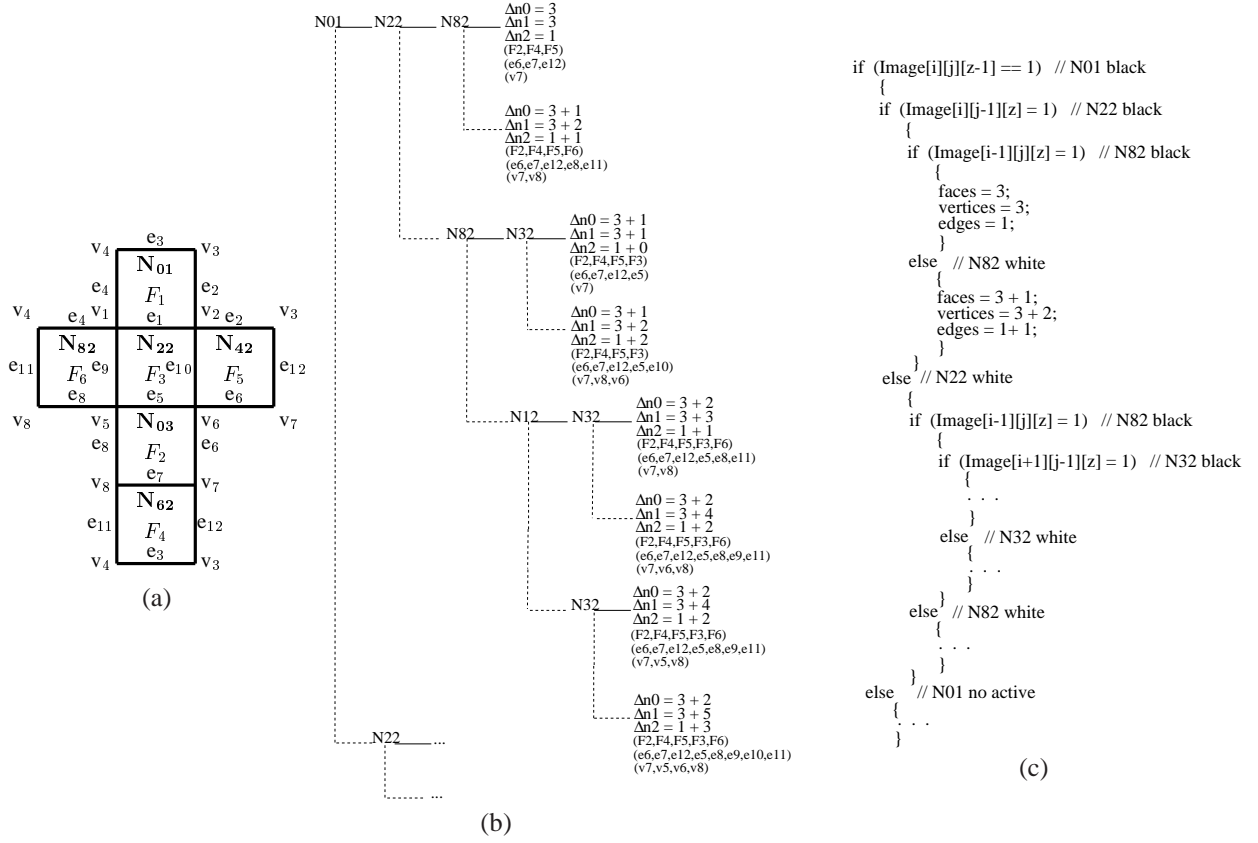 e3
v4 v3
N01
e4 F1 e2
v4 e4 v1 e1 v2 e2 v3
N82 N22 N42
e11 F6 e9 F3 e10 F5 e12
e8 e5 e6
v8 v5 N03 v6 v7
e8 F2 e6
e7
v8 v7
N62
e11 F4 e12
e3
v4 v3
(a)
N01 N22 N82
Δn0 = 3
Δn1 = 3
Δn2 = 1
(F2,F4,F5)
(e6,e7,e12)
(v7)
Δn0 = 3 + 1
Δn1 = 3 + 2
Δn2 = 1 + 1
(F2,F4,F5,F6)
(e6,e7,e12,e8,e11)
(v7,v8)
N82 N32
Δn0 = 3 + 1
Δn1 = 3 + 1
Δn2 = 1 + 0
(F2,F4,F5,F3)
(e6,e7,e12,e5)
(v7)
Δn0 = 3 + 1
Δn1 = 3 + 2
Δn2 = 1 + 2
(F2,F4,F5,F3)
(e6,e7,e12,e5,e10)
(v7,v8,v6)
N12 N32
Δn0 = 3 + 2
Δn1 = 3 + 3
Δn2 = 1 + 1
(F2,F4,F5,F3,F6)
(e6,e7,e12,e5,e8,e11)
(v7,v8)
Δn0 = 3 + 2
Δn1 = 3 + 4
Δn2 = 1 + 2
(F2,F4,F5,F3,F6)
(e6,e7,e12,e5,e8,e9,e11)
(v7,v6,v8)
N32
Δn0 = 3 + 2
Δn1 = 3 + 4
Δn2 = 1 + 2
(F2,F4,F5,F3,F6)
(e6,e7,e12,e5,e8,e9,e11)
(v7,v5,v8)
Δn0 = 3 + 2
Δn1 = 3 + 5
Δn2 = 1 + 3
(F2,F4,F5,F3,F6)
(e6,e7,e12,e5,e8,e9,e10,e11)
(v7,v5,v6,v8)
N22 ...
...
(b)
if (Image[i][j][z-1] == 1) // N01 black
{
if (Image[i][j-1][z] = 1) // N22 black
{
if (Image[i-1][j][z] = 1) // N82 black
{
faces = 3;
vertices = 3;
edges = 1;
}
else // N82 white
{
faces = 3 + 1;
vertices = 3 + 2;
edges = 1+ 1;
}
}
else // N22 white
{
if (Image[i-1][j][z] = 1) // N82 black
{
if (Image[i+1][j-1][z] = 1) // N32 black
{
. . .
}
else // N32 white
{
. . .
}
}
else // N82 white
{
. . .
}
}
else // N01 no active
{
. . .
}
(c)